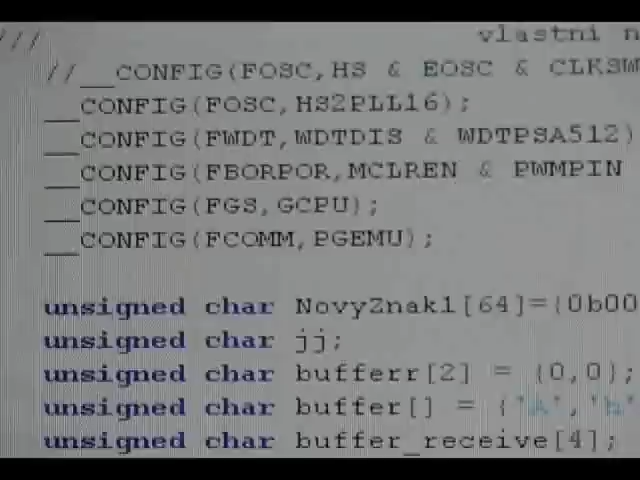 /// vlastni n
//__CONFIG(FOSC,HS & EOSC & CLKSW
__CONFIG(FOSC,HS2PLL16);
__CONFIG(FWDT,WDTDIS & WDTPSA512)
__CONFIG(FBORPOR,MCLREN & PWMPIN
__CONFIG(FGS,GCPU);
__CONFIG(FCOMM,PGEMU);
unsigned char NovyZnak1[64]={0b00
unsigned char jj;
unsigned char bufferr[2] = {0,0};
unsigned char buffer[] = {'A','h'
unsigned char buffer_receive[4];